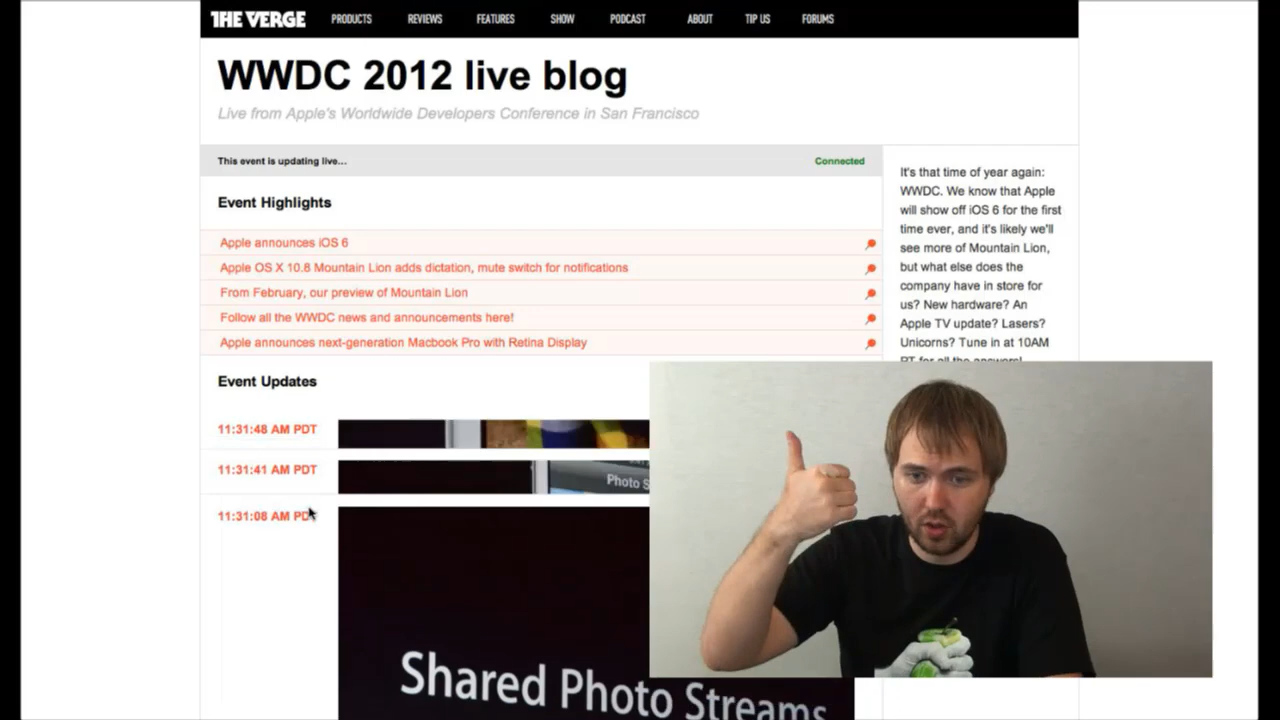 THE VERGE PRODUCTS REVIEWS FEATURES SHOW PODCAST ABOUT TIP US FORUMS
WWDC 2012 live blog
Live from Apple's Worldwide Developers Conference in San Francisco
This event is updating live... Connected
Event Highlights
Apple announces iOS 6
Apple OS X 10.8 Mountain Lion adds dictation, mute switch for notifications
From February, our preview of Mountain Lion
Follow all the WWDC news and announcements here!
Apple announces next-generation Macbook Pro with Retina Display
It's that time of year again:
WWDC. We know that Apple
will show off iOS 6 for the first
time ever, and it's likely we'll
see more of Mountain Lion,
but what else does the
company have in store for
us? New hardware? An
Apple TV update? Lasers?
Unicorns? Tune in at 10AM
PT for all the answers!
Event Updates
11:31:48 AM PDT
11:31:41 AM PDT
Photo S
11:31:08 AM PD
Shared Photo Streams